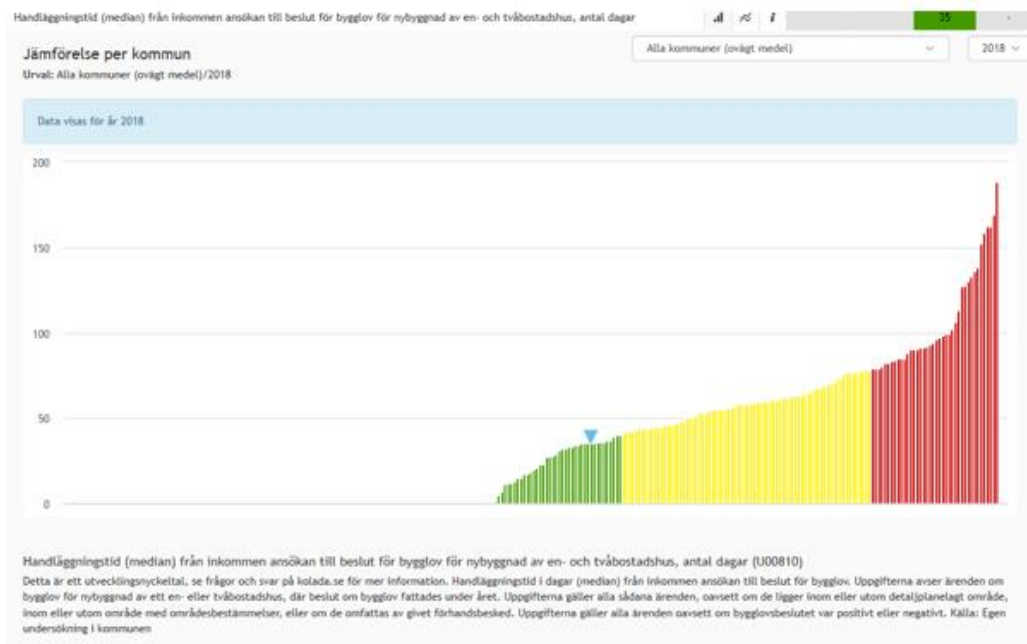 Handläggningstid (median) från inkommen ansökan till beslut för bygglov för nybyggnad av en- och tvåbostadshus, antal dagar
35
-
Jämförelse per kommun
Alla kommuner (ovägt medel)
2018
Urval: Alla kommuner (ovägt medel)/2018
Data visas för år 2018
200
150
100
50
0
Handläggningstid (median) från inkommen ansökan till beslut för bygglov för nybyggnad av en- och tvåbostadshus, antal dagar (U00810)
Detta är ett utvecklingsnyckeltal, se frågor och svar på kolada.se för mer information. Handläggningstid i dagar (median) från inkommen ansökan till beslut för bygglov. Uppgifterna avser ärenden om
bygglov för nybyggnad av ett en- eller tvåbostadshus, där beslut om bygglov fattades under året. Uppgifterna gäller alla sådana ärenden, oavsett om de ligger inom eller utom detaljplanelagt område,
inom eller utom område med områdesbestämmelser, eller om de omfattas av givet förhandsbesked. Uppgifterna gäller alla ärenden oavsett om bygglovsbeslutet var positivt eller negativt. Källa: Egen
undersökning i kommunen